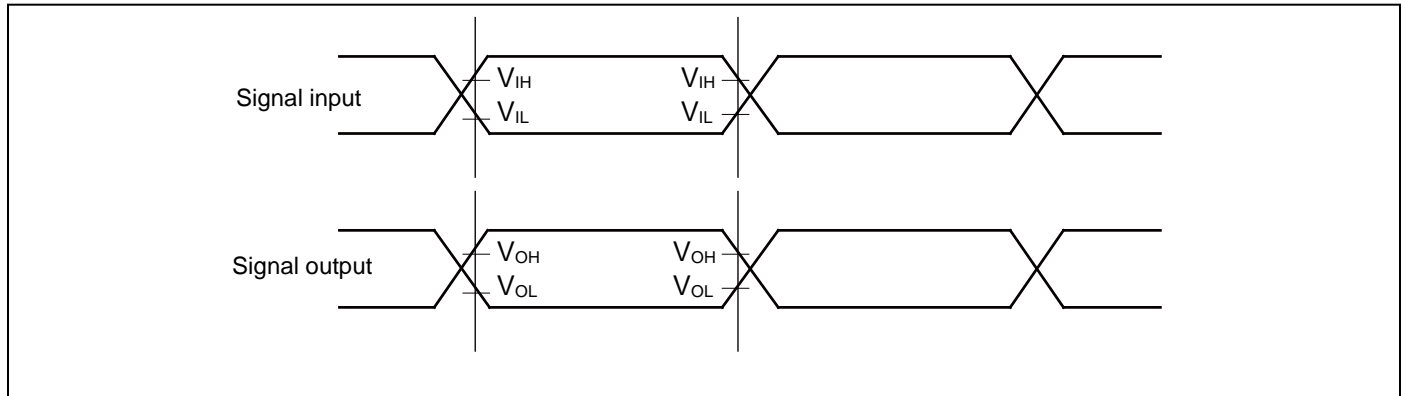 Signal input
VIH VIH
VIL VIL
Signal output
VOH VOH
VOL VOL